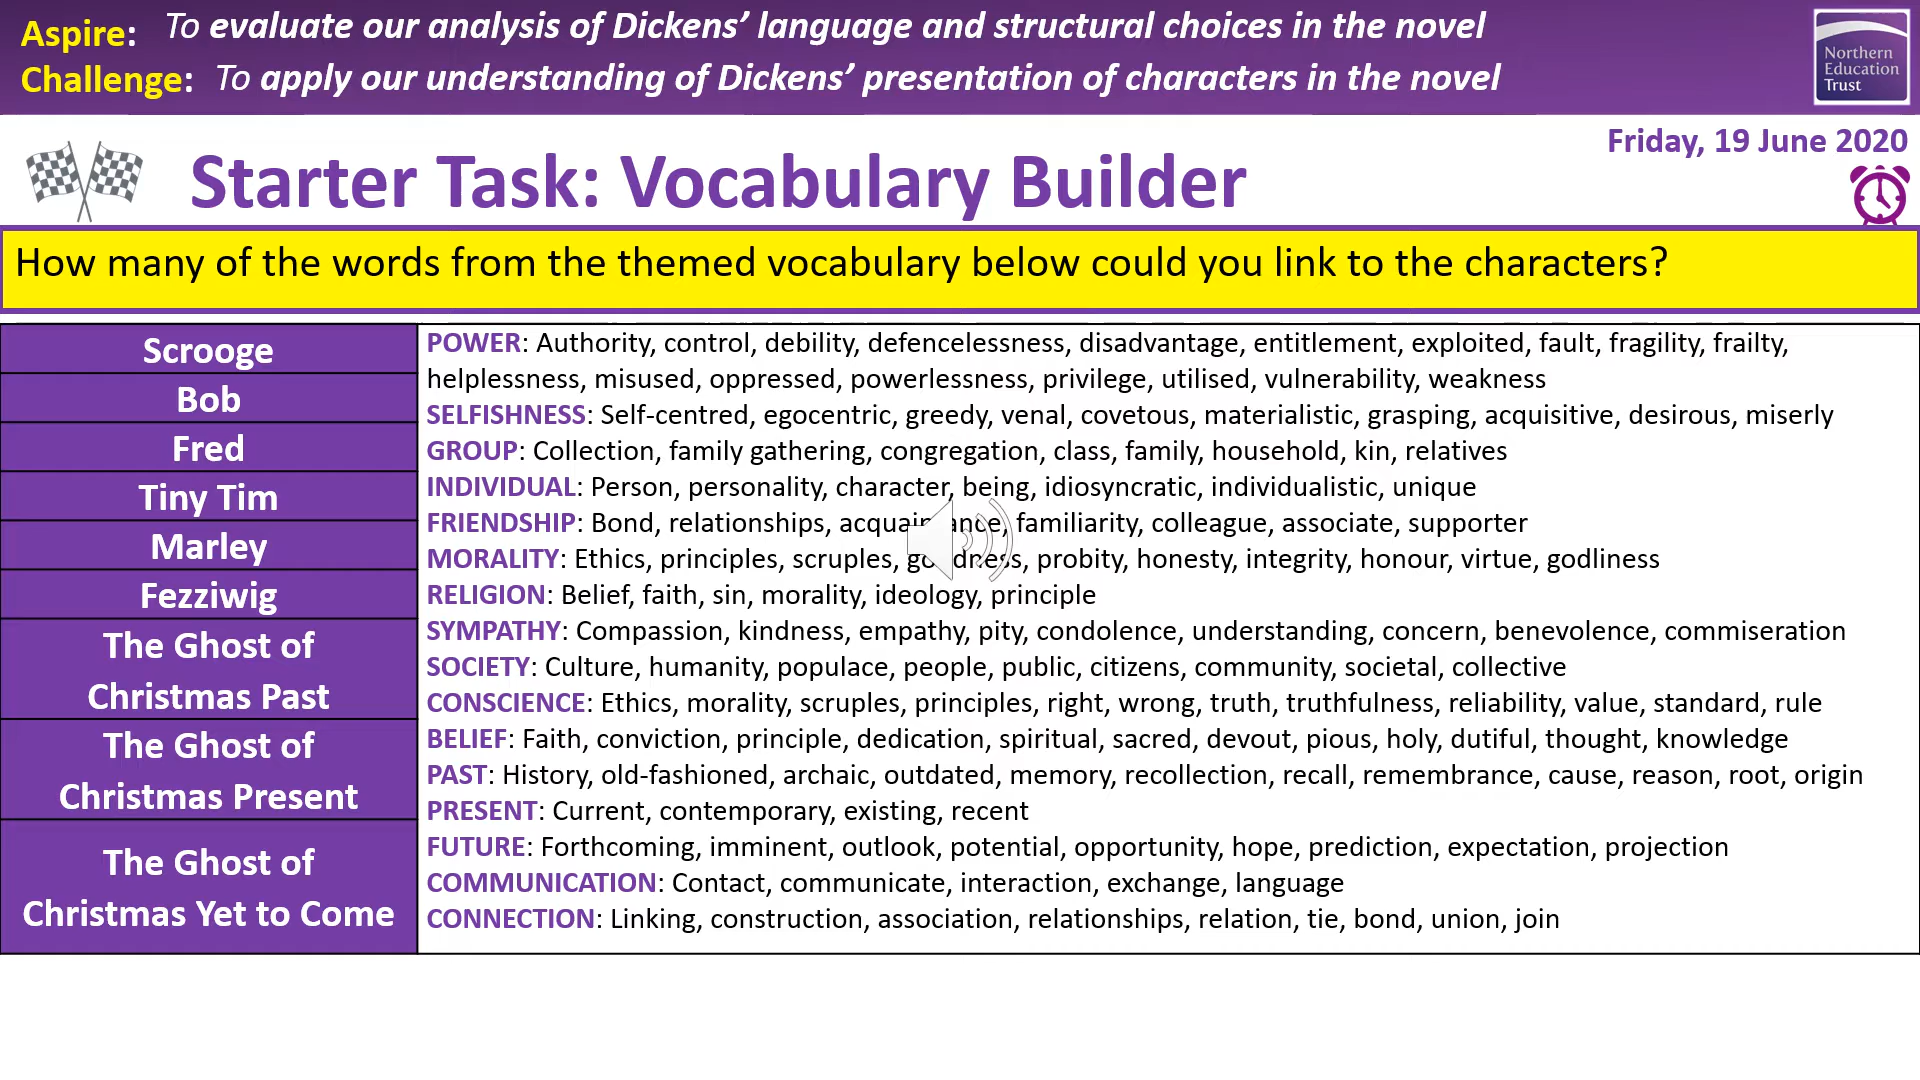 Aspire: To evaluate our analysis of Dickens’ language and structural choices in the novel
Challenge: To apply our understanding of Dickens’ presentation of characters in the novel
Northern
Education
Trust
Friday, 19 June 2020
Starter Task: Vocabulary Builder
How many of the words from the themed vocabulary below could you link to the characters?
Scrooge
Bob
Fred
Tiny Tim
Marley
Fezziwig
The Ghost of
Christmas Past
The Ghost of
Christmas Present
The Ghost of
Christmas Yet to Come
POWER: Authority, control, debility, defencelessness, disadvantage, entitlement, exploited, fault, fragility, frailty,
helplessness, misused, oppressed, powerlessness, privilege, utilised, vulnerability, weakness
SELFISHNESS: Self-centred, egocentric, greedy, venal, covetous, materialistic, grasping, acquisitive, desirous, miserly
GROUP: Collection, family gathering, congregation, class, family, household, kin, relatives
INDIVIDUAL: Person, personality, character, being, idiosyncratic, individualistic, unique
FRIENDSHIP: Bond, relationships, acquaintance, familiarity, colleague, associate, supporter
MORALITY: Ethics, principles, scruples, goodness, probity, honesty, integrity, honour, virtue, godliness
RELIGION: Belief, faith, sin, morality, ideology, principle
SYMPATHY: Compassion, kindness, empathy, pity, condolence, understanding, concern, benevolence, commiseration
SOCIETY: Culture, humanity, populace, people, public, citizens, community, societal, collective
CONSCIENCE: Ethics, morality, scruples, principles, right, wrong, truth, truthfulness, reliability, value, standard, rule
BELIEF: Faith, conviction, principle, dedication, spiritual, sacred, devout, pious, holy, dutiful, thought, knowledge
PAST: History, old-fashioned, archaic, outdated, memory, recollection, recall, remembrance, cause, reason, root, origin
PRESENT: Current, contemporary, existing, recent
FUTURE: Forthcoming, imminent, outlook, potential, opportunity, hope, prediction, expectation, projection
COMMUNICATION: Contact, communicate, interaction, exchange, language
CONNECTION: Linking, construction, association, relationships, relation, tie, bond, union, join